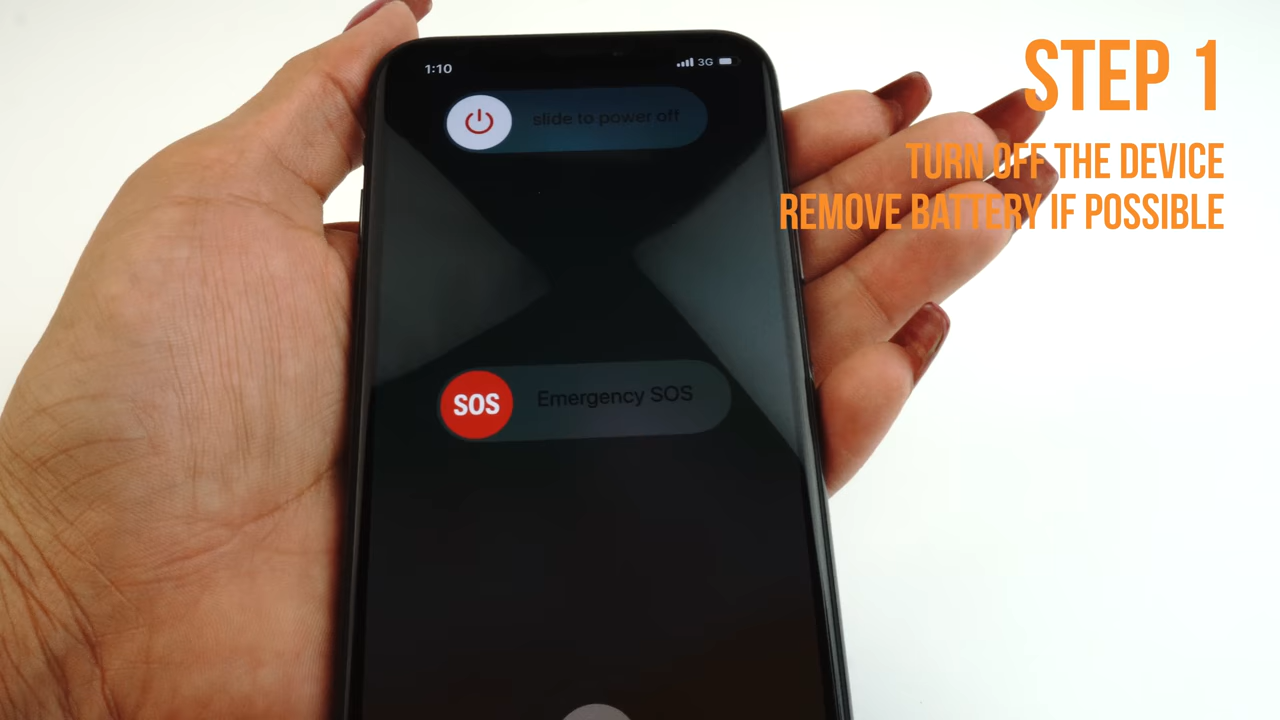 1:10
3G
slide to power off
SOS
Emergency SOS
STEP 1
TURN OFF THE DEVICE
REMOVE BATTERY IF POSSIBLE